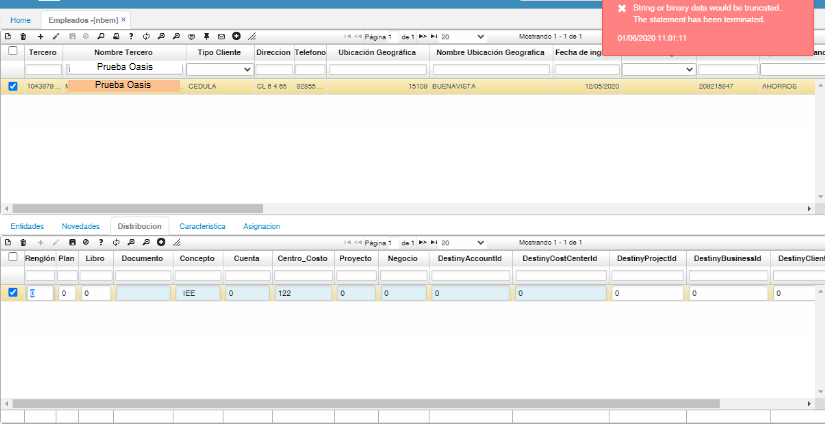 String or binary data would be truncated..
The statement has been terminated.
01/06/2020 11:01:11
Home Empleados -[nbem] ×
Página 1 de 1 20 Mostrando 1 - 1 de 1
Tercero Nombre Tercero Tipo Cliente Direccion Telefono Ubicación Geográfica Nombre Ubicación Geografica Fecha de ing
Prueba Oasis
1043879... Prueba Oasis CEDULA CL 6 4 65 82855... 15109 BUENAVISTA 12/05/2020 209215847 AHORROS
Entidades Novedades Distribucion Caracteristica Asignacion
Página 1 de 1 20 Mostrando 1 - 1 de 1
Renglón Plan Libro Documento Concepto Cuenta Centro_Costo Proyecto Negocio DestinyAccountId DestinyCostCenterId DestinyProjectId DestinyBusinessId DestinyClien
0 0 0 IEE 0 122 0 0 0 0 0 0 0